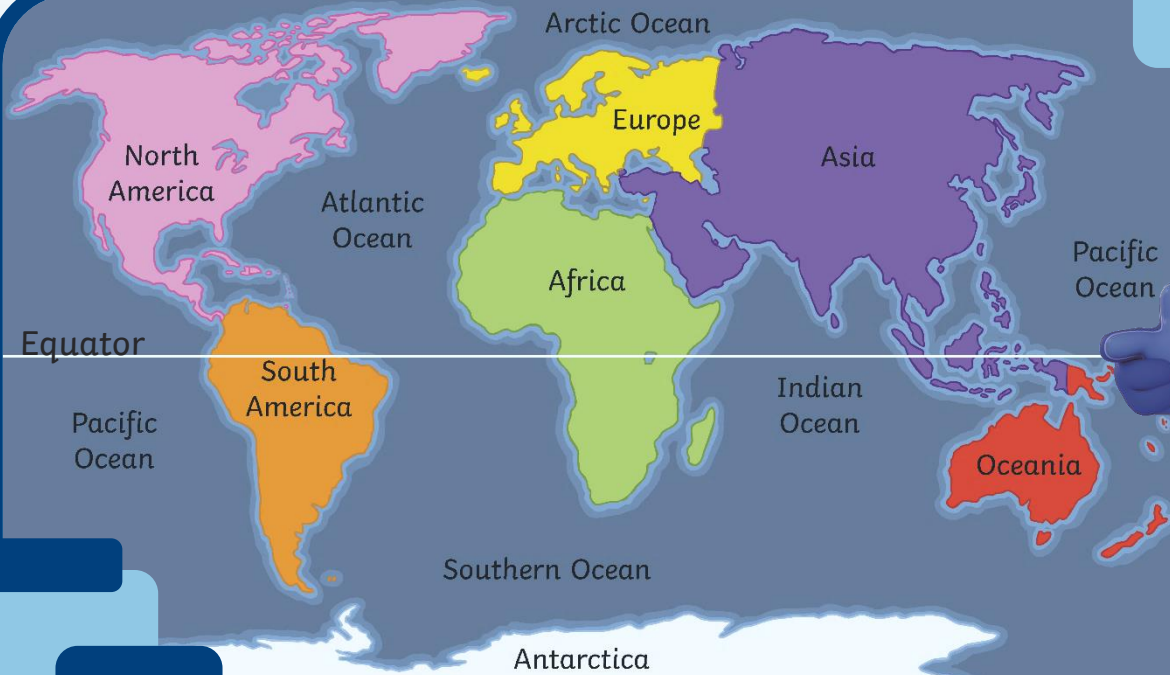 Arctic Ocean
Europe
North
America
Asia
Atlantic
Ocean
Pacific
Ocean
Africa
Equator
South
America
Indian
Ocean
Pacific
Ocean
Oceania
Southern Ocean
Antarctica